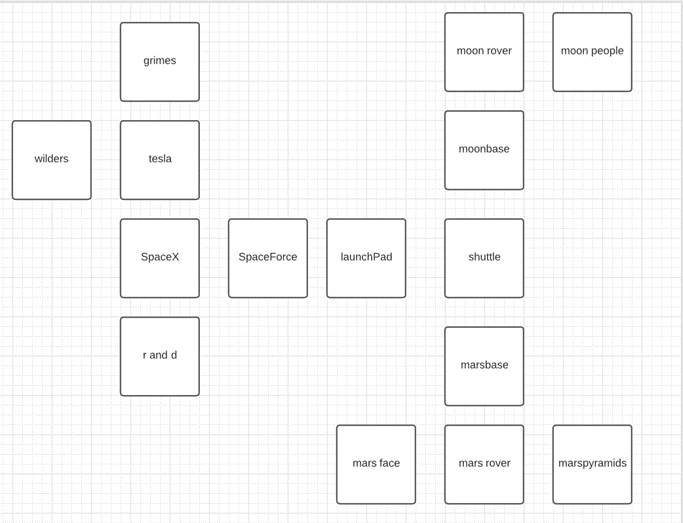 grimes
moon rover
moon people
wilders
tesla
moonbase
SpaceX
SpaceForce
launchPad
shuttle
r and d
marsbase
mars face
mars rover
marspyramids